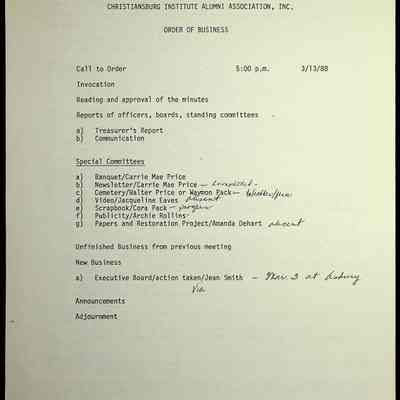 CHRISTIANSBURG INSTITUTE ALUMNI ASSOCIATION, INC.
ORDER OF BUSINESS
Call to Order 5:00 p.m. 3/13/88
Invocation
Reading and approval of the minutes
Reports of officers, boards, standing committees
a) Treasurer's Report
b) Communication
Special Committees
a) Banquet/Carrie Mae Price
b) Newsletter/Carrie Mae Price —
c) Cemetery/Walter Price or Waymon Pack—
d) Video/Jacqueline Eaves absent
e) Scrapbook/Cora Pack — progress
f) Publicity/Archie Rollins
g) Papers and Restoration Project/Amanda Dehart absent
Unfinished Business from previous meeting
New Business
a) Executive Board/action taken/Jean Smith — Mar. 3 at
Via
Announcements
Adjournment